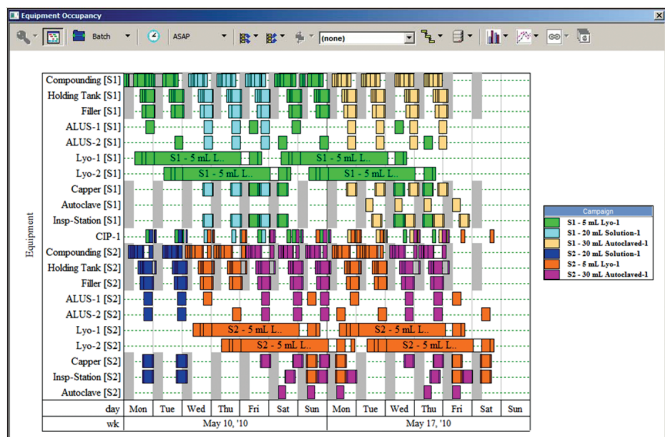 Equipment Occupancy
Batch
ASAP
(none)
Compounding [S1]
Holding Tank [S1]
Filler [S1]
ALUS-1 [S1]
ALUS-2 [S1]
Lyo-1 [S1]
S1 - 5 mL L..
S1 - 5 mL L..
Lyo-2 [S1]
S1 - 5 mL L..
S1 - 5 mL L..
Capper [S1]
Autoclave [S1]
Insp-Station [S1]
CIP-1
Compounding [S2]
Holding Tank [S2]
Filler [S2]
ALUS-1 [S2]
ALUS-2 [S2]
Lyo-1 [S2]
S2 - 5 mL L..
S2 - 5 mL L..
Lyo-2 [S2]
S2 - 5 mL L..
S2 - 5 mL L..
Capper [S2]
Insp-Station [S2]
Autoclave [S2]
Equipment
day Mon Tue Wed Thu Fri Sat Sun Mon Tue Wed Thu Fri Sat Sun
wk May 10, '10 May 17, '10
Campaign
S1 - 5 mL Lyo-1
S1 - 20 mL Solution-1
S1 - 30 mL Autoclaved-1
S2 - 20 mL Solution-1
S2 - 5 mL Lyo-1
S2 - 30 mL Autoclaved-1